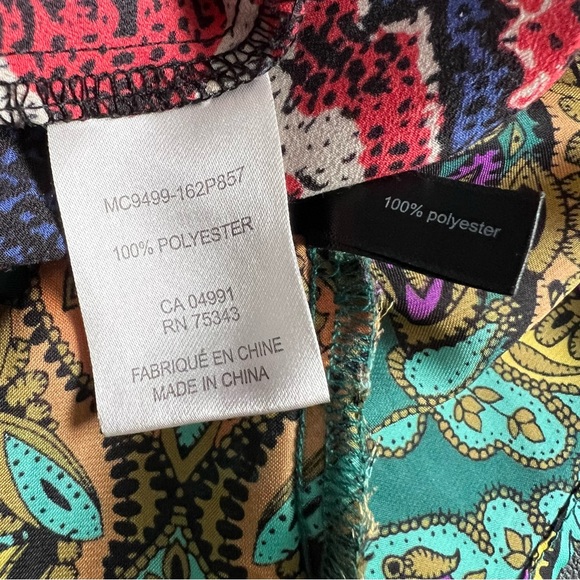 MC9499-162P857
100% POLYESTER
CA 04991
RN 75343
FABRIQUÉ EN CHINE
MADE IN CHINA
100% polyester